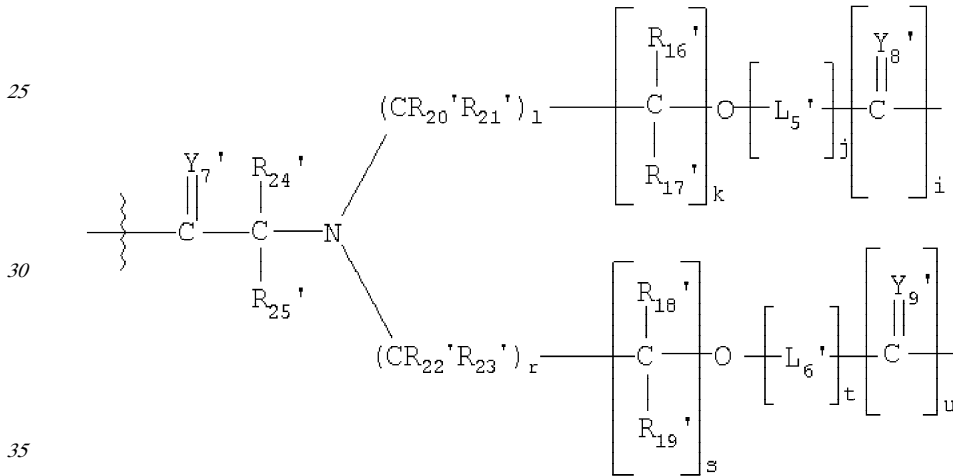 25
R16' Y8'
(CR20'R21')l C O L5' C
j
Y7' R24' R17' k i
C C N
30
R25' R18' Y9'
(CR22'R23')r C O L6' C
t
R19' u
35
s